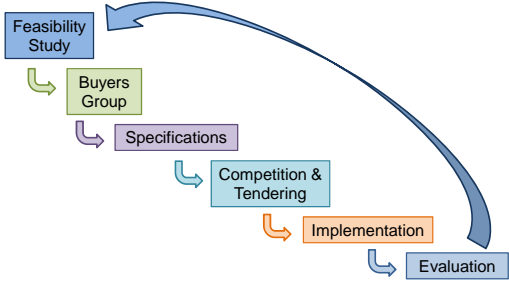 Feasibility
Study
Buyers
Group
Specifications
Competition &
Tendering
Implementation
Evaluation